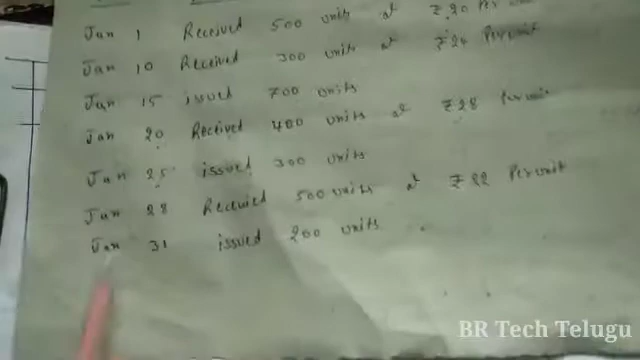 Jan 1 Received 500 units at ₹.20 Per unit
Jan 10 Received 300 units at ₹24 Per unit
Jan 15 issued 700 units
Jan 20 Received 400 units at ₹28 Per unit
Jan 25 issued 300 units
Jan 28 Received 500 units at ₹22 Per unit
Jan 31 issued 200 units
BR Tech Telugu